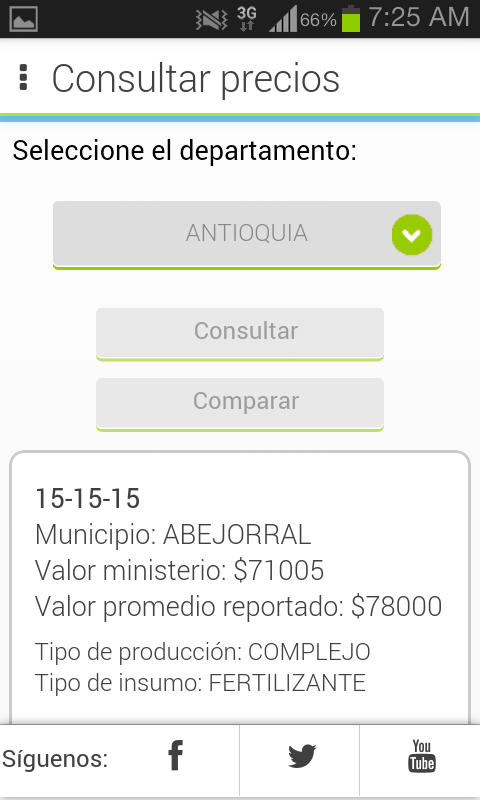 3G 66% 7:25 AM
Consultar precios
Seleccione el departamento:
ANTIOQUIA
Consultar
Comparar
15-15-15
Municipio: ABEJORRAL
Valor ministerio: $71005
Valor promedio reportado: $78000
Tipo de producción: COMPLEJO
Tipo de insumo: FERTILIZANTE
Síguenos: f You
Tube